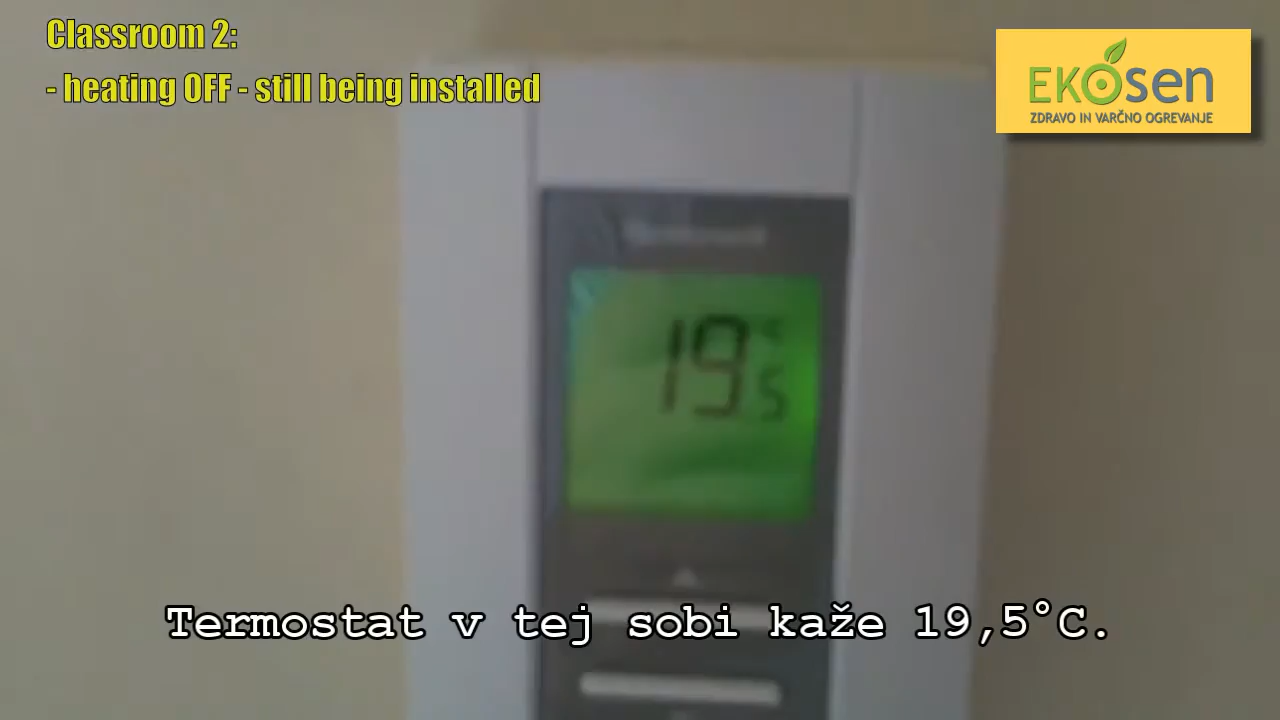 Classroom 2:
- heating OFF - still being installed
EKOSEN
ZDRAVO IN VARČNO OGREVANJE
19.5
Termostat v tej sobi kaže 19,5°C.